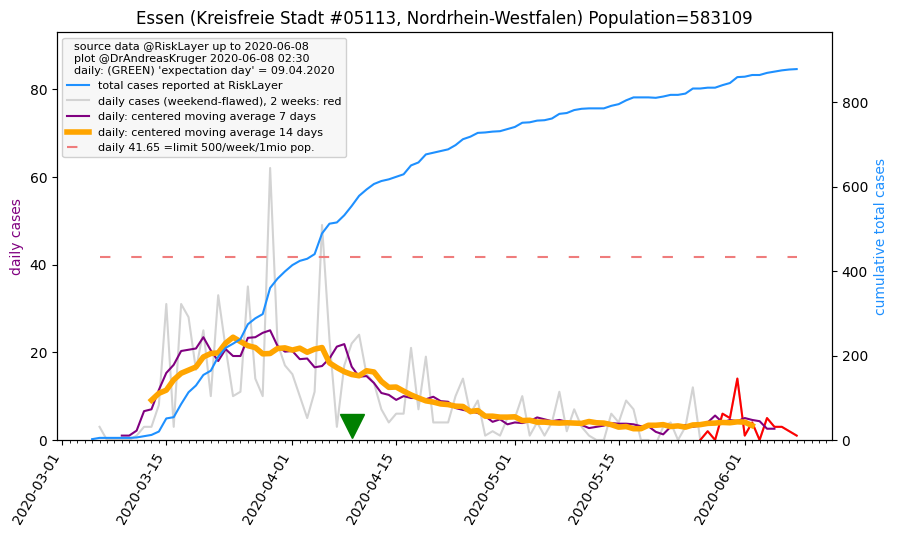 Essen (Kreisfreie Stadt #05113, Nordrhein-Westfalen) Population=583109
source data @RiskLayer up to 2020-06-08
plot @DrAndreasKruger 2020-06-08 02:30
daily: (GREEN) 'expectation day' = 09.04.2020
total cases reported at RiskLayer
daily cases (weekend-flawed), 2 weeks: red
daily: centered moving average 7 days
daily: centered moving average 14 days
daily 41.65 =limit 500/week/1mio pop.
daily cases
80
60
40
20
0
800
600
400
200
0
cumulative total cases
2020-03-01
2020-03-15
2020-04-01
2020-04-15
2020-05-01
2020-05-15
2020-06-01